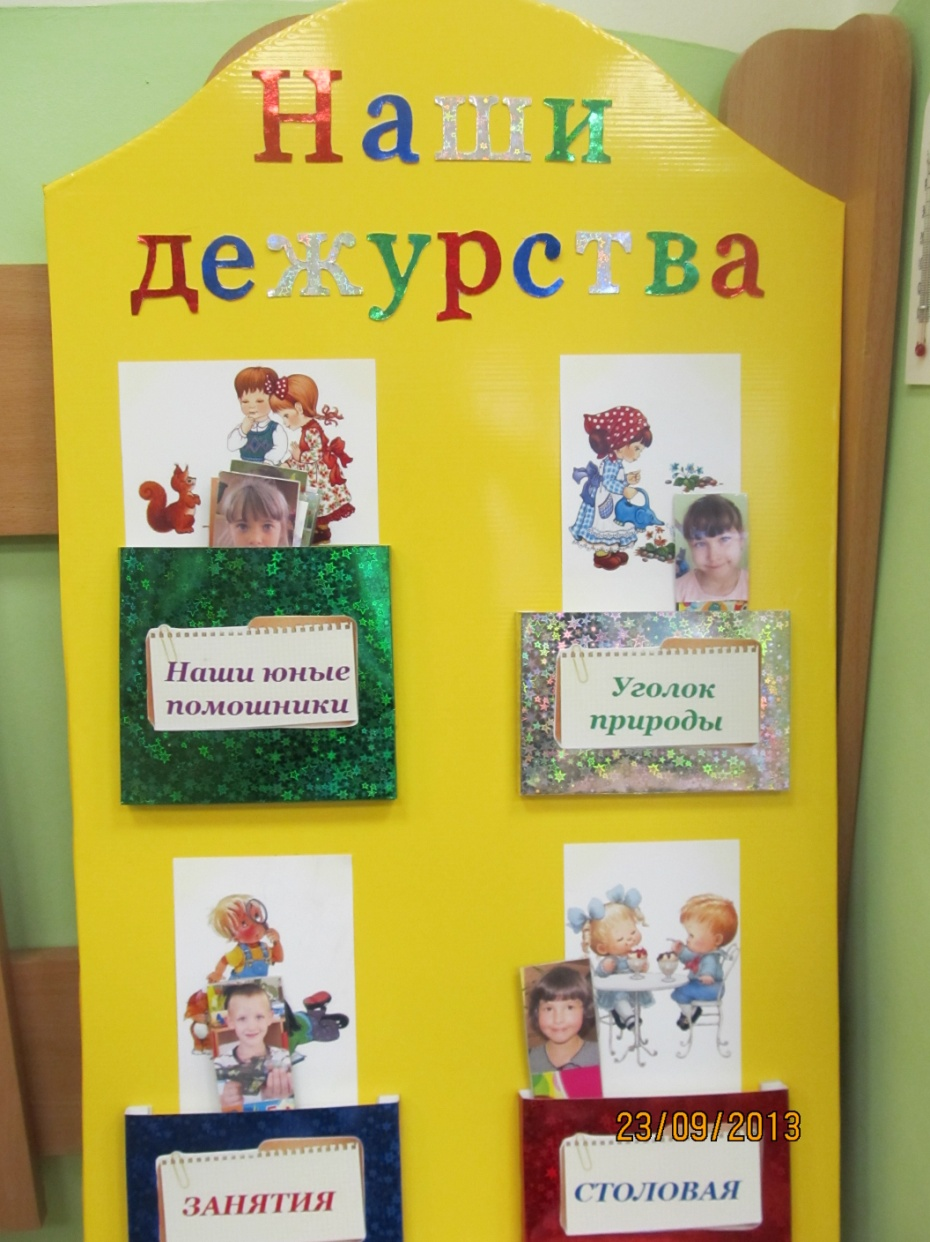 Наши
дежурства
Наши юные
помошники
Уголок
природы
ЗАНЯТИЯ
СТОЛОВАЯ
23/09/2013